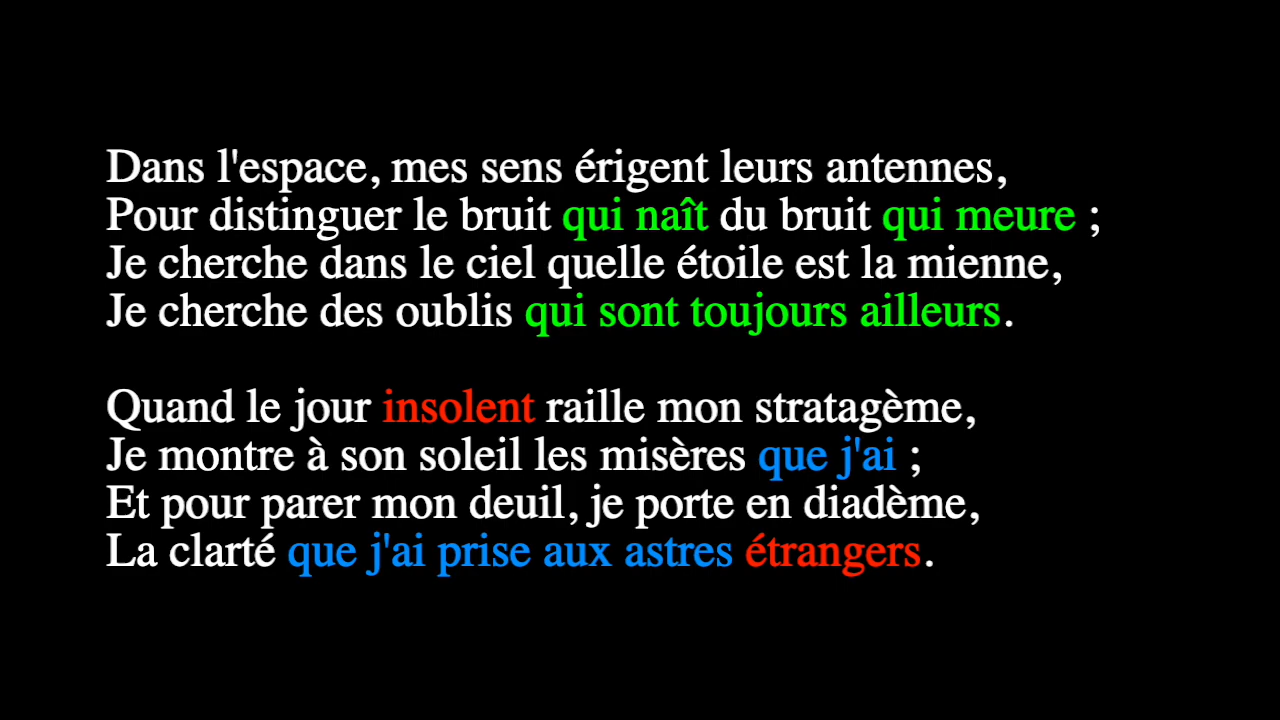 Dans l'espace, mes sens érigent leurs antennes,
Pour distinguer le bruit qui naît du bruit qui meure ;
Je cherche dans le ciel quelle étoile est la mienne,
Je cherche des oublis qui sont toujours ailleurs.
Quand le jour insolent raille mon stratagème,
Je montre à son soleil les misères que j'ai ;
Et pour parer mon deuil, je porte en diadème,
La clarté que j'ai prise aux astres étrangers.